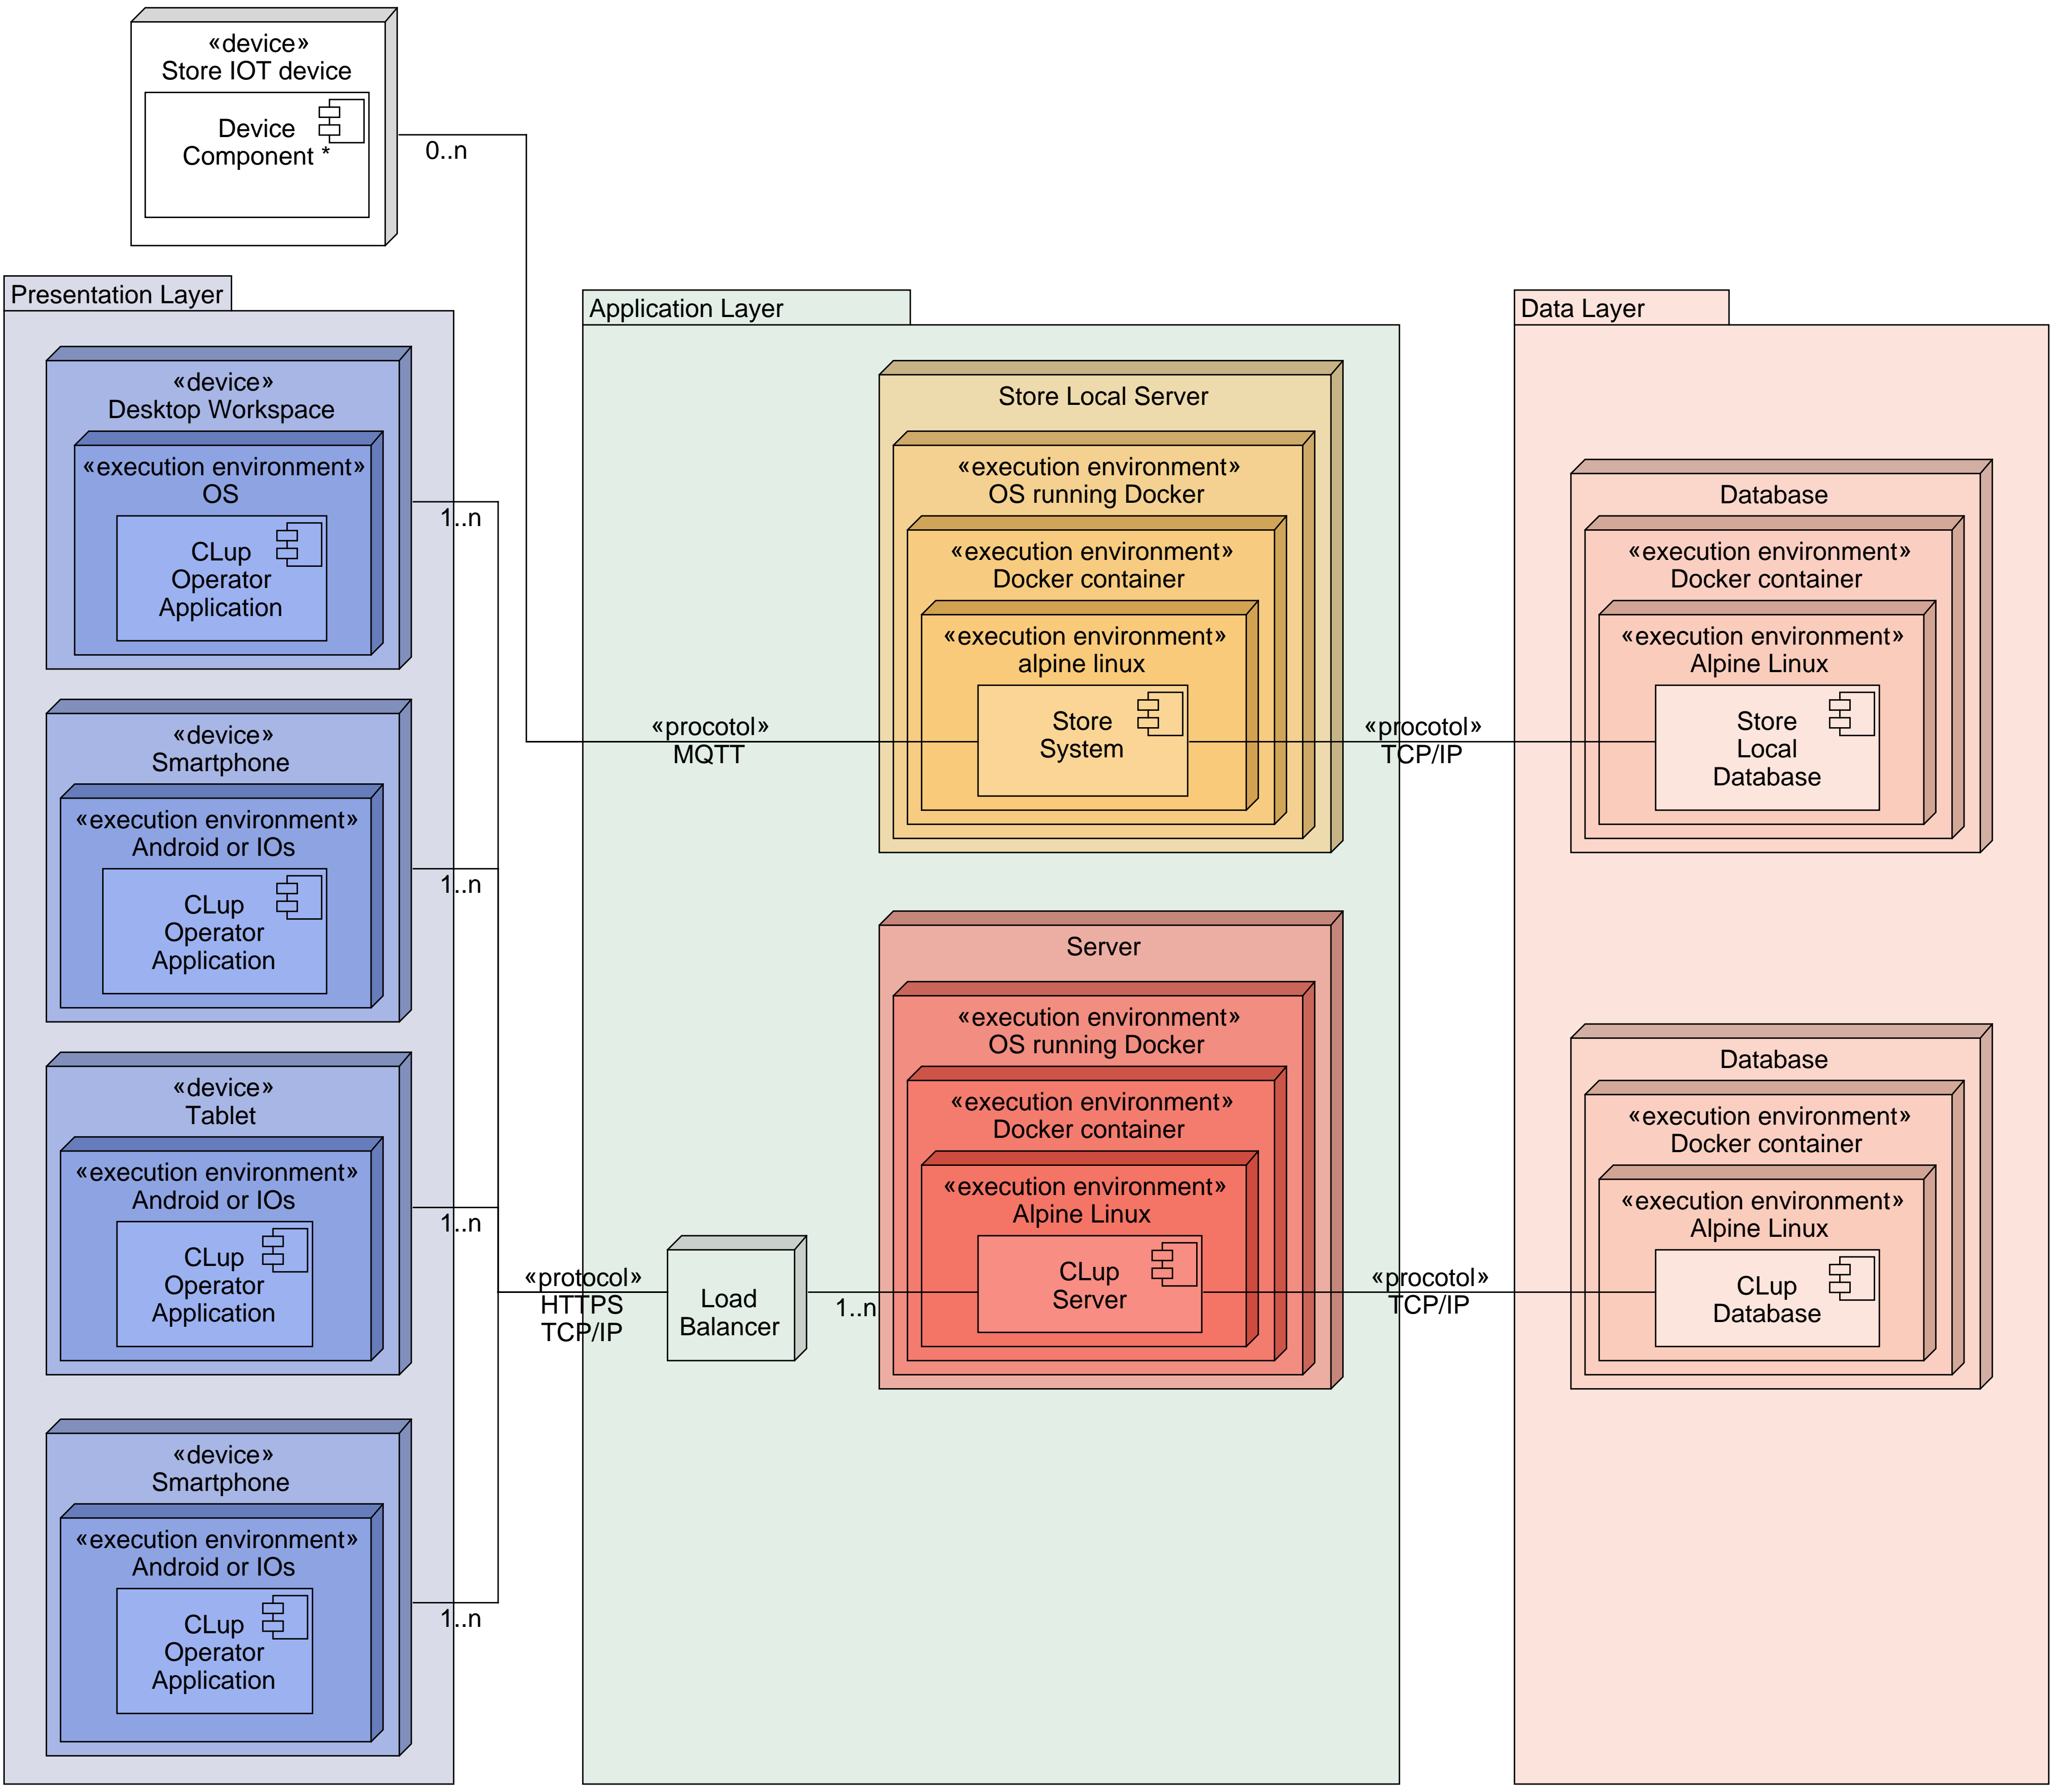 «device»
Store IOT device
Device
Component *
0..n
Presentation Layer
«device»
Desktop Workspace
«execution environment»
OS
CLup
Operator
Application
1..n
«device»
Smartphone
«execution environment»
Android or IOs
CLup
Operator
Application
1..n
«device»
Tablet
«execution environment»
Android or IOs
CLup
Operator
Application
1..n
«device»
Smartphone
«execution environment»
Android or IOs
CLup
Operator
Application
1..n
«protocol»
HTTPS
TCP/IP
Application Layer
«procotol»
MQTT
Store Local Server
«execution environment»
OS running Docker
«execution environment»
Docker container
«execution environment»
alpine linux
Store
System
«procotol»
TCP/IP
Load
Balancer
1..n
Server
«execution environment»
OS running Docker
«execution environment»
Docker container
«execution environment»
Alpine Linux
CLup
Server
«procotol»
TCP/IP
Data Layer
Database
«execution environment»
Docker container
«execution environment»
Alpine Linux
Store
Local
Database
Database
«execution environment»
Docker container
«execution environment»
Alpine Linux
CLup
Database